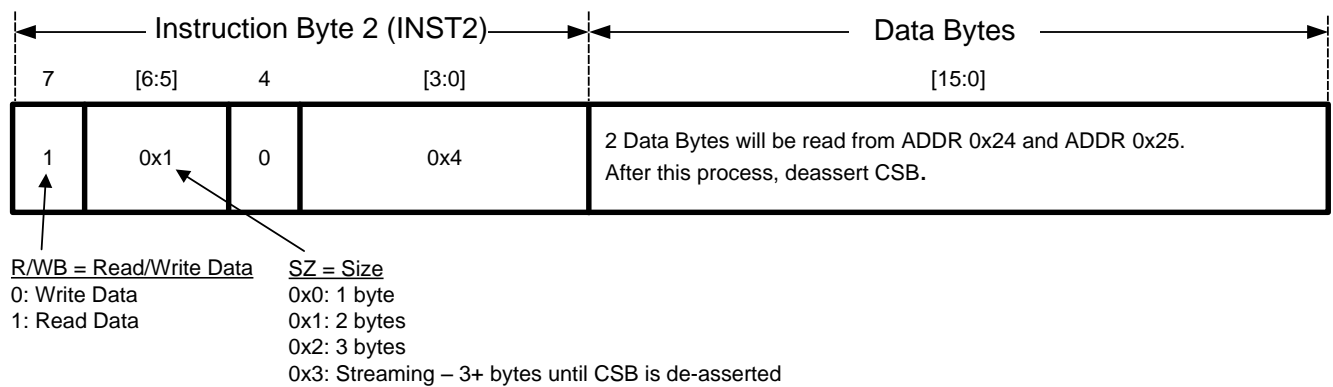 Instruction Byte 2 (INST2) Data Bytes
7 [6:5] 4 [3:0] [15:0]
1 0x1 0 0x4
2 Data Bytes will be read from ADDR 0x24 and ADDR 0x25.
After this process, deassert CSB.
R/WB = Read/Write Data
0: Write Data
1: Read Data
SZ = Size
0x0: 1 byte
0x1: 2 bytes
0x2: 3 bytes
0x3: Streaming – 3+ bytes until CSB is de-asserted